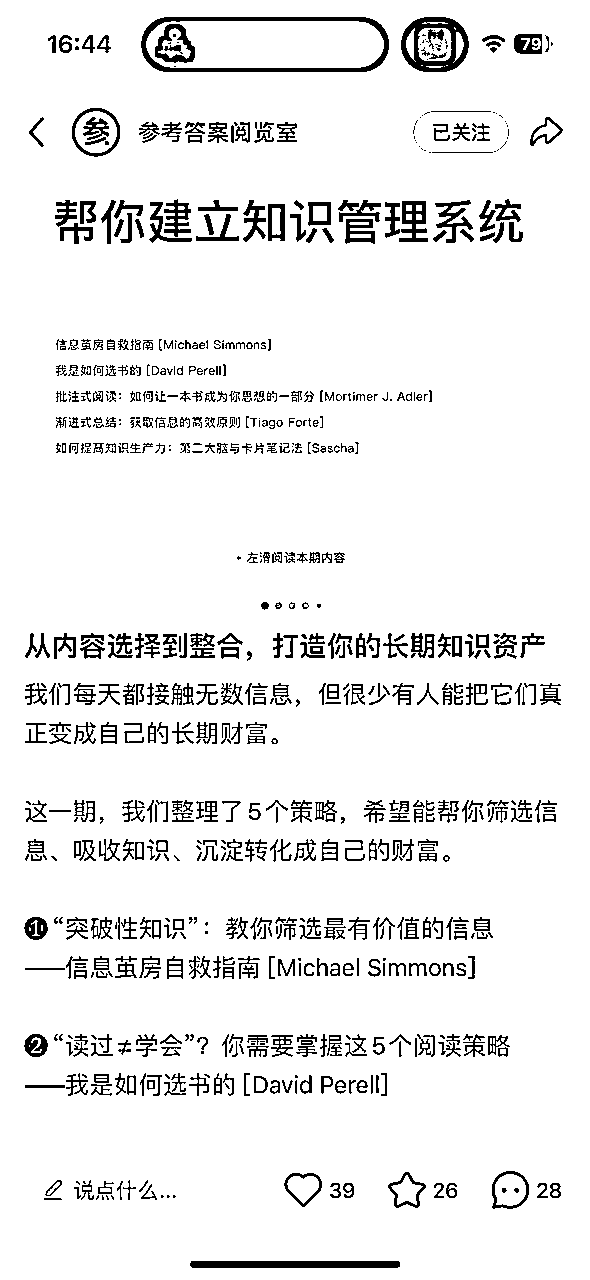 16:44
79
参 参考答案阅览室 已关注
帮你建立知识管理系统
信息茧房自救指南 [Michael Simmons]
我是如何选书的 [David Perell]
批注式阅读：如何让一本书成为你思想的一部分 [Mortimer J. Adler]
渐进式总结：获取信息的高效原则 [Tiago Forte]
如何提高知识生产力：第二大脑与卡片笔记法 [Sascha]
• 左滑阅读本期内容
从内容选择到整合，打造你的长期知识资产
我们每天都接触无数信息，但很少有人能把它们真
正变成自己的长期财富。
这一期，我们整理了5个策略，希望能帮你筛选信
息、吸收知识、沉淀转化成自己的财富。
❶“突破性知识”：教你筛选最有价值的信息
——信息茧房自救指南 [Michael Simmons]
❷“读过≠学会”？你需要掌握这5个阅读策略
——我是如何选书的 [David Perell]
说点什么... 39 26 28